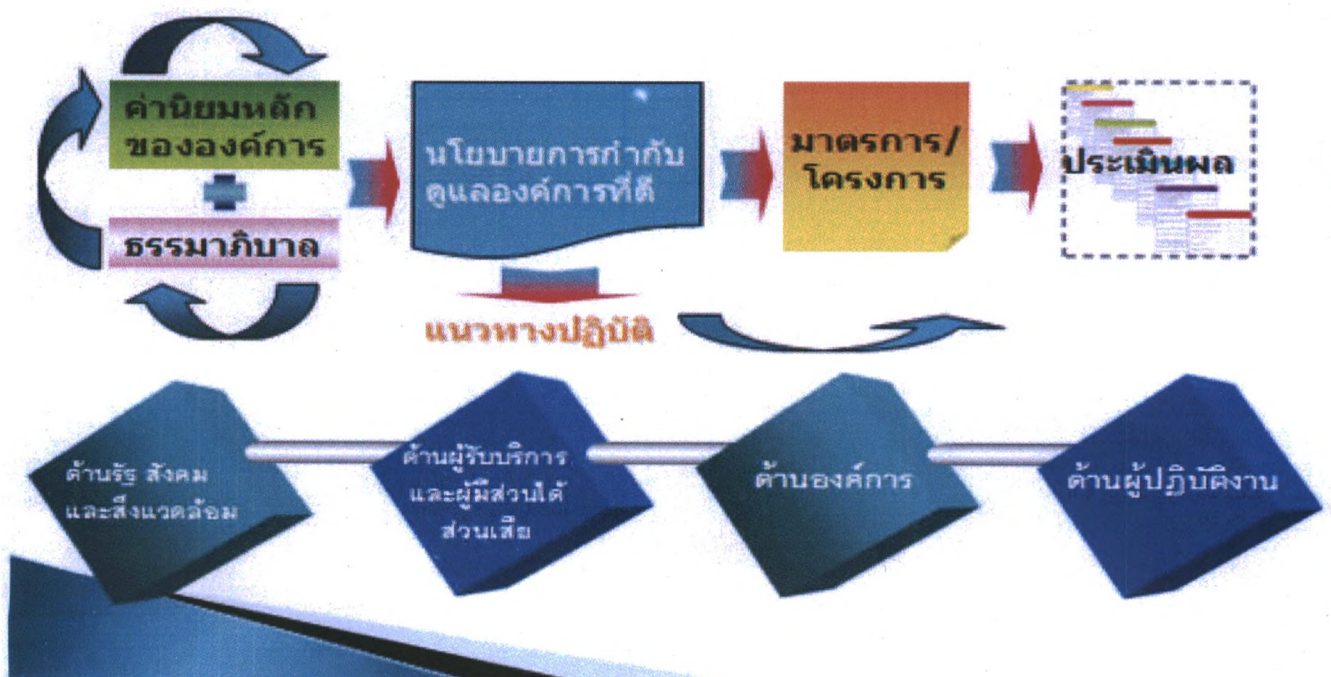 ค่านิยมหลัก
ขององค์การ
ธรรมาภิบาล
นโยบายการกำกับ
ดูแลองค์การที่ดี
มาตรการ/
โครงการ
ประเมินผล
แนวทางปฏิบัติ
ด้านรัฐ สังคม
และสิ่งแวดล้อม
ด้านผู้รับบริการ
และผู้มีส่วนได้
ส่วนเสีย
ด้านองค์การ
ด้านผู้ปฏิบัติงาน